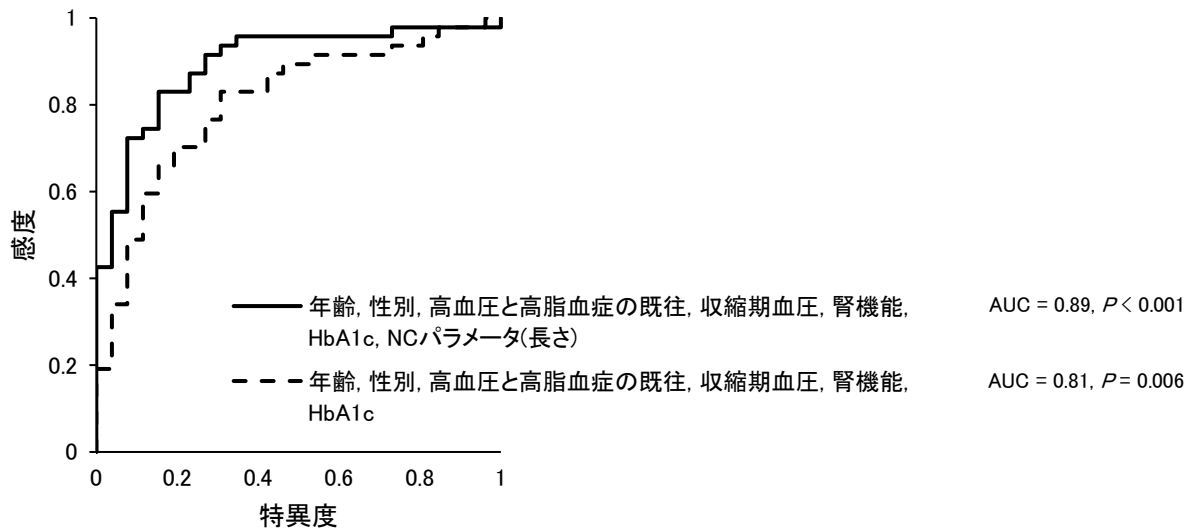 1
0.8
0.6
0.4
0.2
0
感度
年齢, 性別, 高血圧と高脂血症の既往, 収縮期血圧, 腎機能,
HbA1c, NCパラメータ(長さ)
AUC = 0.89, P < 0.001
年齢, 性別, 高血圧と高脂血症の既往, 収縮期血圧, 腎機能,
HbA1c
AUC = 0.81, P = 0.006
0 0.2 0.4 0.6 0.8 1
特異度